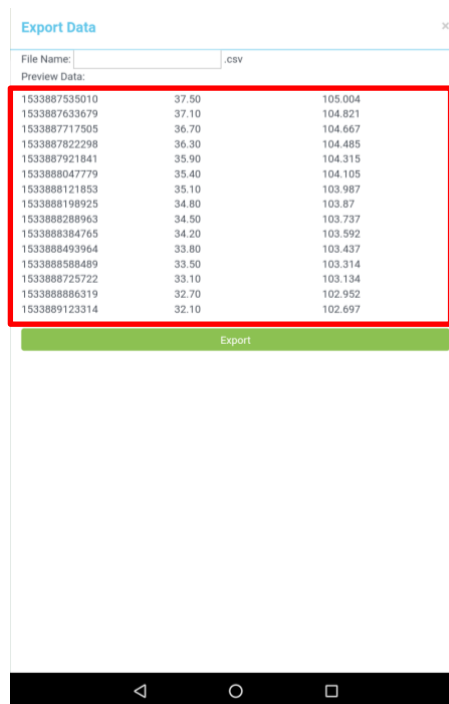 Export Data ×
File Name: .csv
Preview Data:
1533887535010 37.50 105.004
1533887633679 37.10 104.821
1533887717505 36.70 104.667
1533887822298 36.30 104.485
1533887921841 35.90 104.315
1533888047779 35.40 104.105
1533888121853 35.10 103.987
1533888198925 34.80 103.87
1533888288963 34.50 103.737
1533888384765 34.20 103.592
1533888493964 33.80 103.437
1533888588489 33.50 103.314
1533888725722 33.10 103.134
1533888886319 32.70 102.952
1533889123314 32.10 102.697
Export